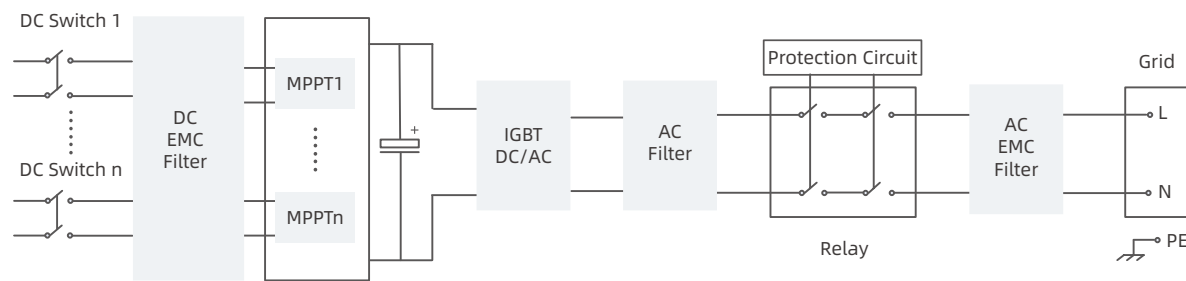 DC Switch 1
DC Switch n
DC
EMC
Filter
MPPT1
MPPTn
+
IGBT
DC/AC
AC
Filter
Protection Circuit
Relay
AC
EMC
Filter
Grid
L
N
PE